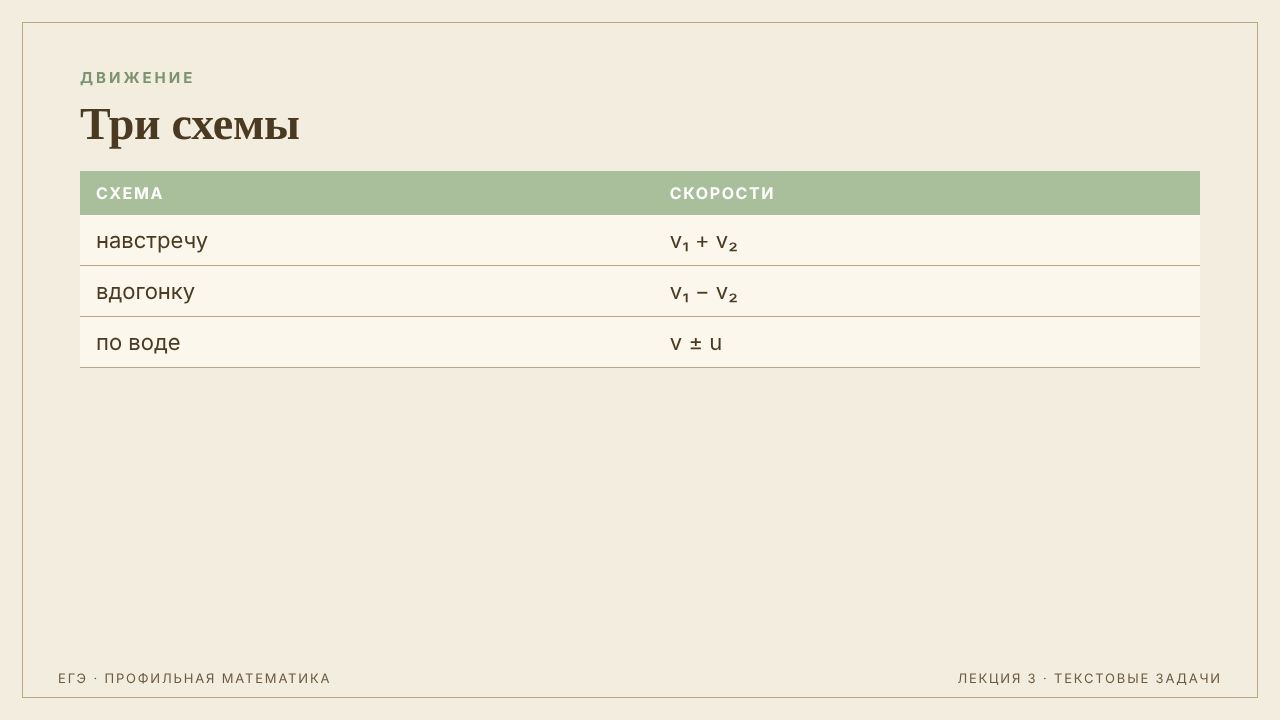 ДВИЖЕНИЕ
Три схемы
СХЕМА СКОРОСТИ
навстречу v₁ + v₂
вдогонку v₁ − v₂
по воде v ± u
ЕГЭ · ПРОФИЛЬНАЯ МАТЕМАТИКА ЛЕКЦИЯ 3 · ТЕКСТОВЫЕ ЗАДАЧИ